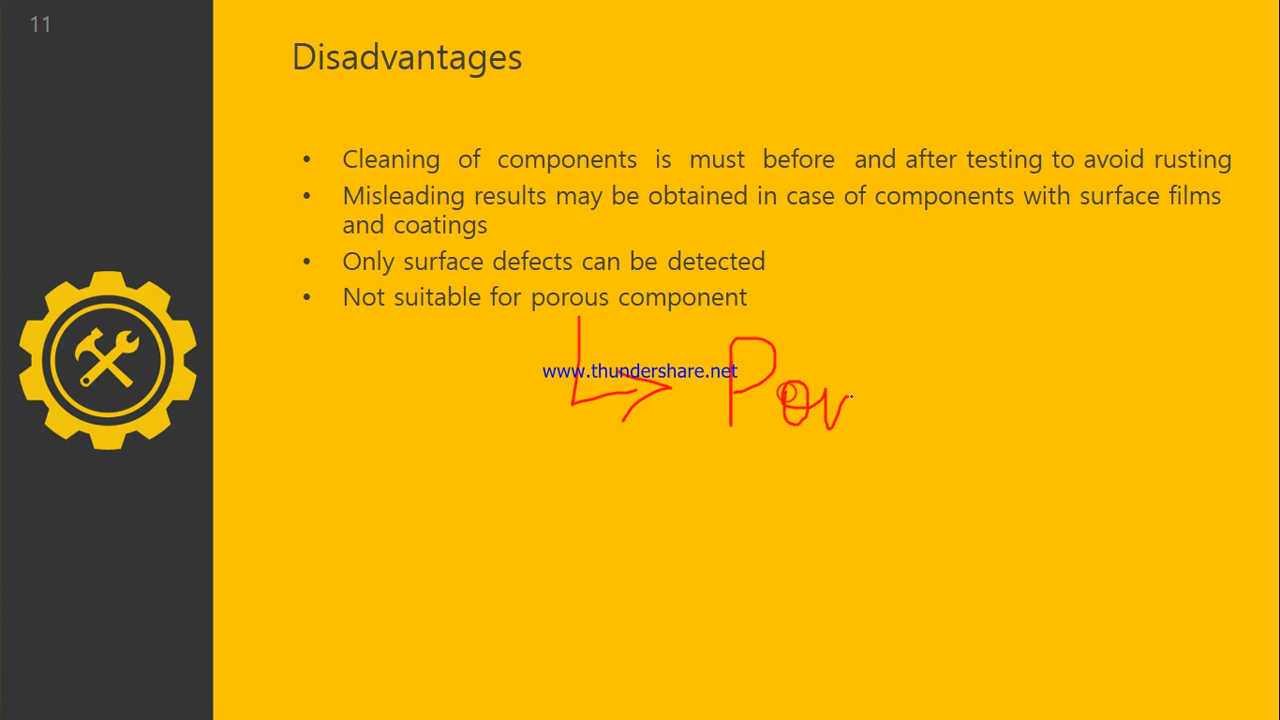 11
Disadvantages
• Cleaning of components is must before and after testing to avoid rusting
• Misleading results may be obtained in case of components with surface films
and coatings
• Only surface defects can be detected
• Not suitable for porous component
www.thundershare.net
Por